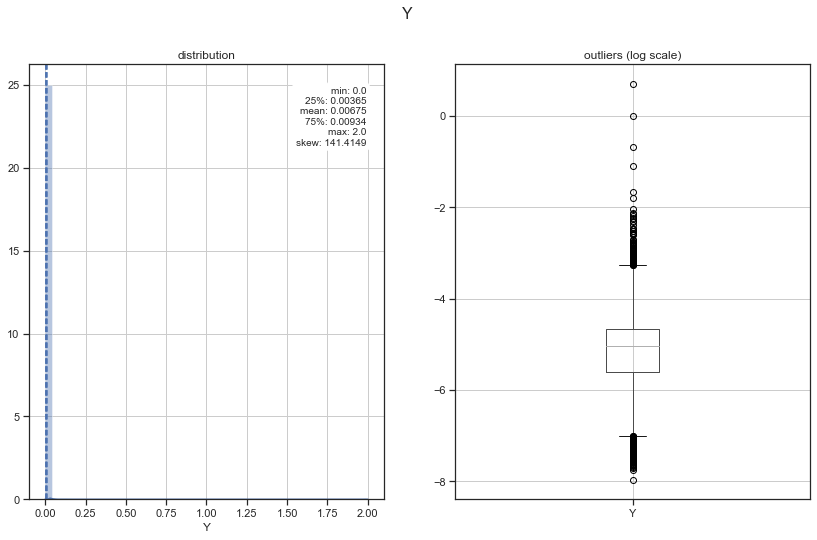 Y
distribution
25
20
15
10
5
0
min: 0.0
25%: 0.00365
mean: 0.00675
75%: 0.00934
max: 2.0
skew: 141.4149
0.00 0.25 0.50 0.75 1.00 1.25 1.50 1.75 2.00
Y
outliers (log scale)
0
−2
−4
−6
−8
Y